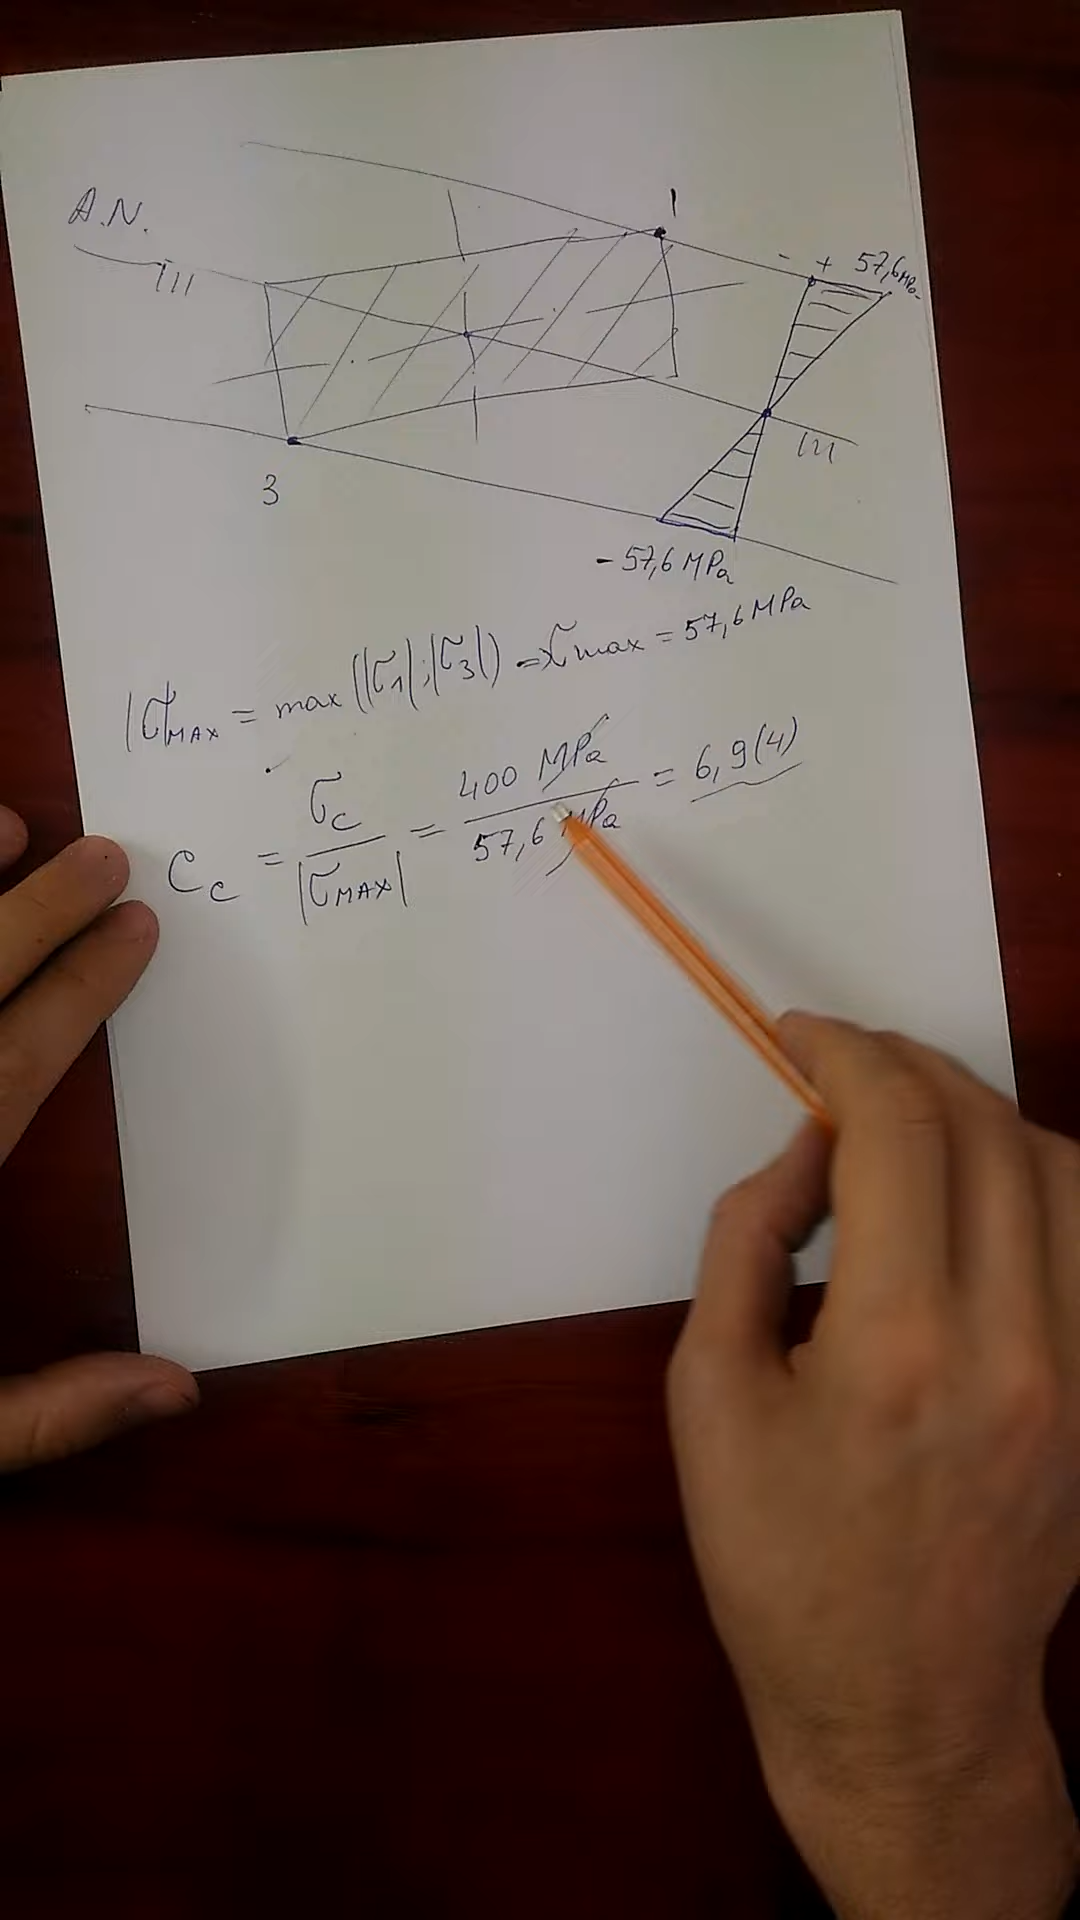 A.N.
1
- + 57,6 MPa
3
- 57,6 MPa
|σ|MAX = max (|σ1|;|σ3|) = σmax = 57,6 MPa
Cc = σc / |σMAX| = 400 MPa / 57,6 MPa = 6,9(4)